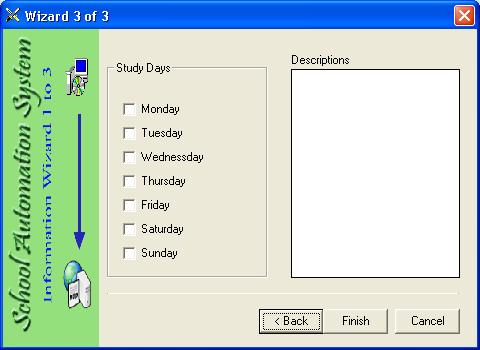 Wizard 3 of 3
School Automation System
Information Wizard 1 to 3
Study Days
Monday
Tuesday
Wednessday
Thursday
Friday
Saturday
Sunday
Descriptions
< Back
Finish
Cancel